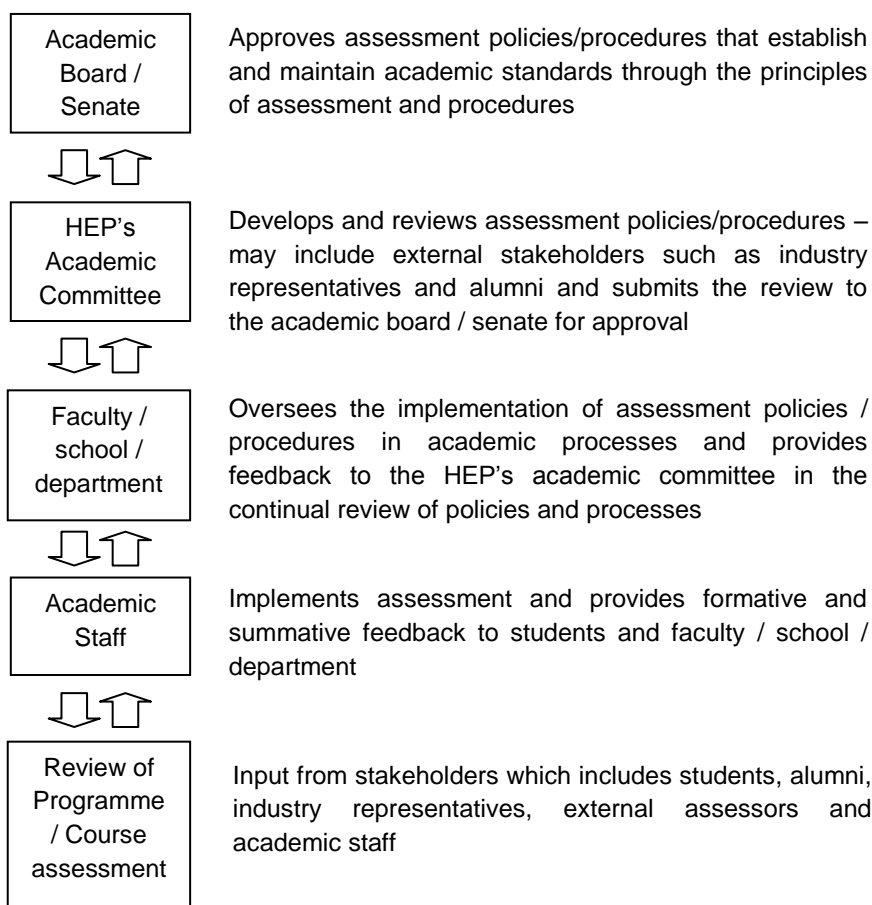 Academic
Board /
Senate
Approves assessment policies/procedures that establish
and maintain academic standards through the principles
of assessment and procedures
HEP's
Academic
Committee
Develops and reviews assessment policies/procedures –
may include external stakeholders such as industry
representatives and alumni and submits the review to
the academic board / senate for approval
Faculty /
school /
department
Oversees the implementation of assessment policies /
procedures in academic processes and provides
feedback to the HEP's academic committee in the
continual review of policies and processes
Academic
Staff
Implements assessment and provides formative and
summative feedback to students and faculty / school /
department
Review of
Programme
/ Course
assessment
Input from stakeholders which includes students, alumni,
industry representatives, external assessors and
academic staff